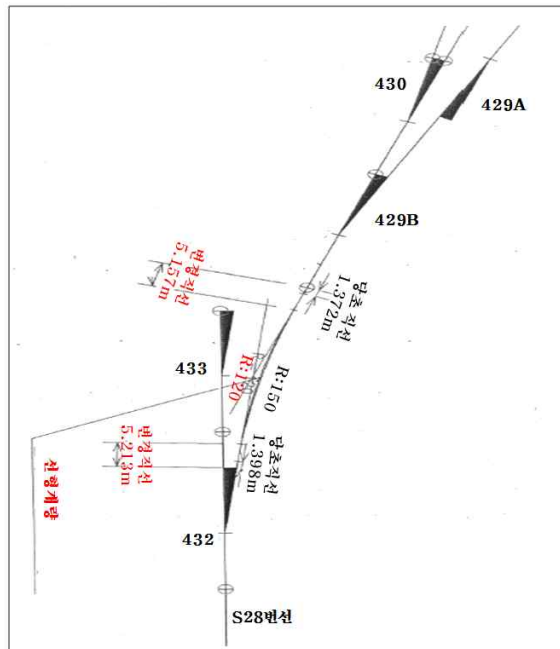 430
429A
429B
변경직선
5.157m
당초 직선
1.372m
433
R:120
R:150
변경직선
5.213m
당초직선
1.398m
선형개량
432
S28번선